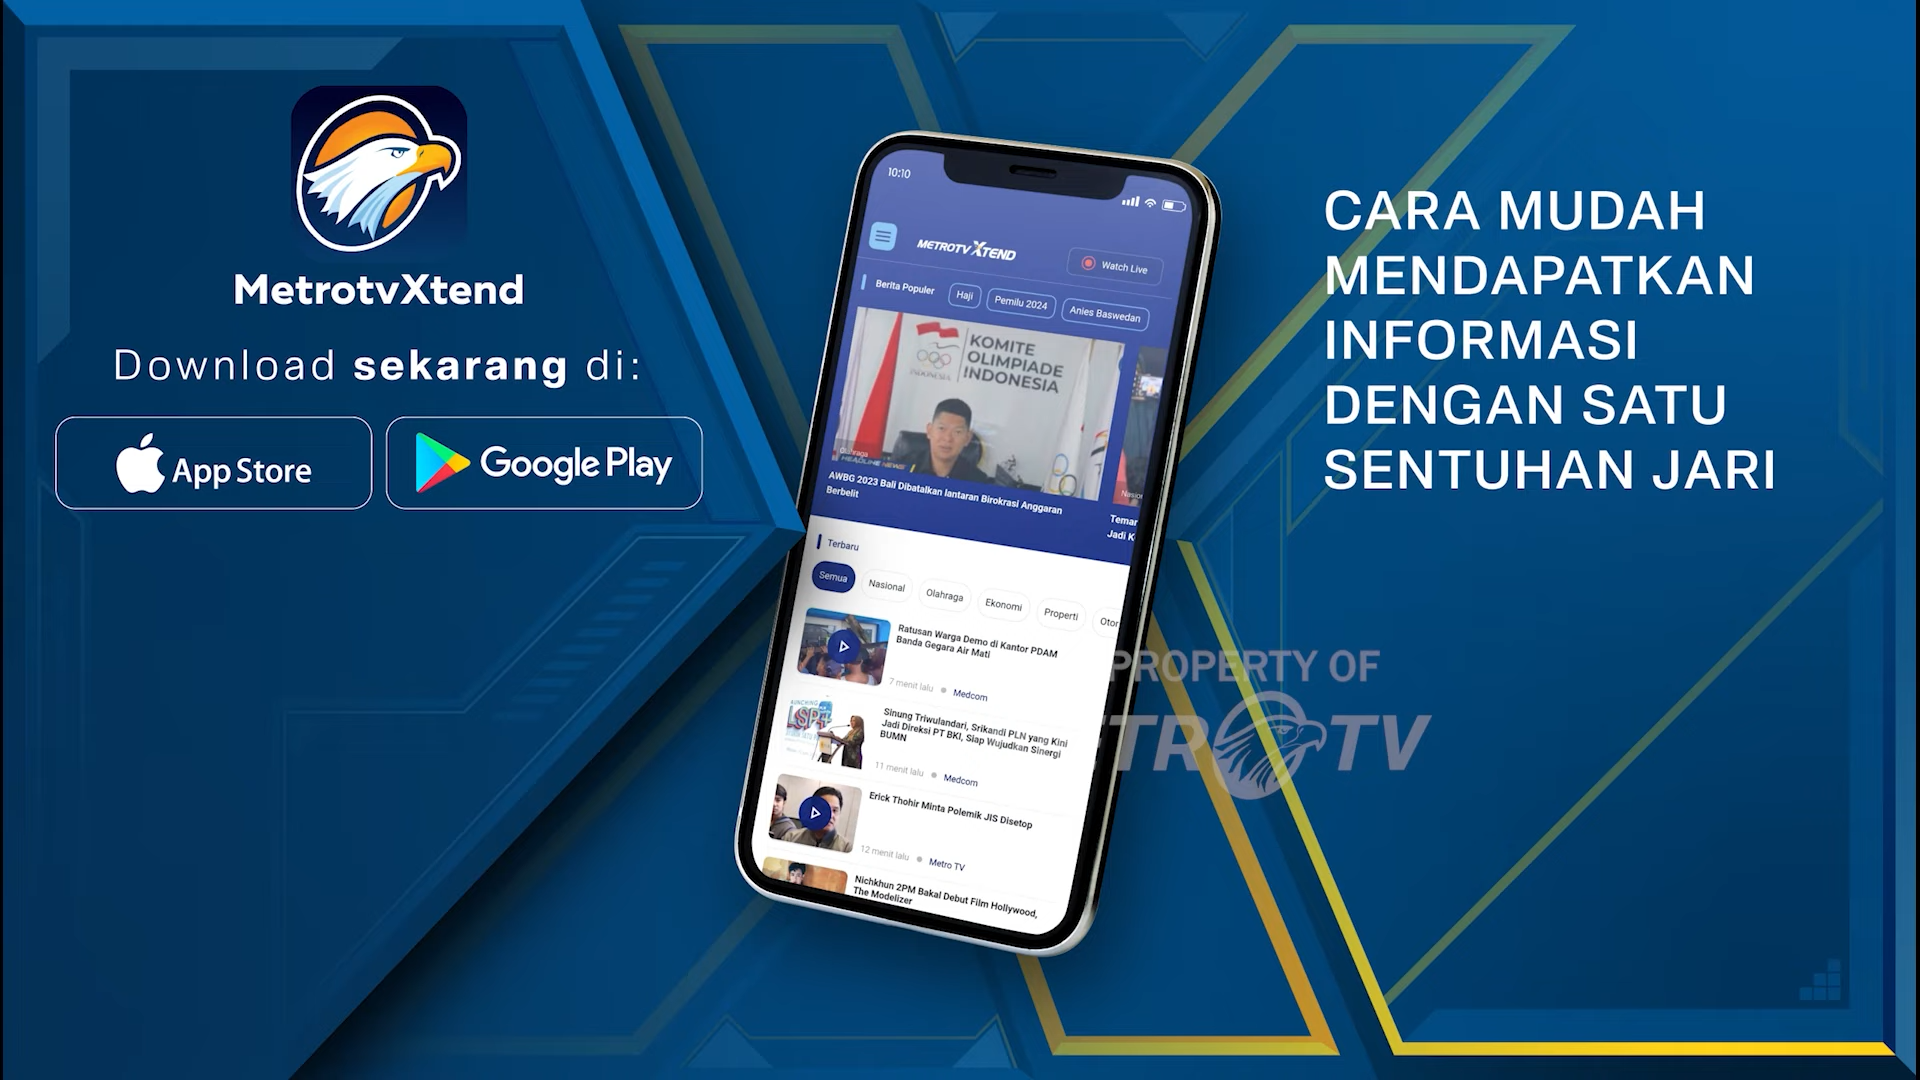 MetrotvXtend
Download sekarang di:
App Store
Google Play
10:10
METROTV XTEND
Watch Live
Berita Populer
Haji
Pemilu 2024
Anies Baswedan
KOMITE
OLIMPIADE
INDONESIA
INDONESIA
Olahraga
HEADLINE NEWS
AWBG 2023 Bali Dibatalkan lantaran Birokrasi Anggaran
Berbelit
Terbaru
Semua
Nasional
Olahraga
Ekonomi
Properti
Ratusan Warga Demo di Kantor PDAM
Banda Gegara Air Mati
7 menit lalu
Medcom
Sinung Triwulandari, Srikandi PLN yang Kini
Jadi Direksi PT BKI, Siap Wujudkan Sinergi
BUMN
11 menit lalu
Medcom
Erick Thohir Minta Polemik JIS Disetop
12 menit lalu
Metro TV
Nichkhun 2PM Bakal Debut Film Hollywood,
The Modelizer
CARA MUDAH
MENDAPATKAN
INFORMASI
DENGAN SATU
SENTUHAN JARI
PROPERTY OF
TV